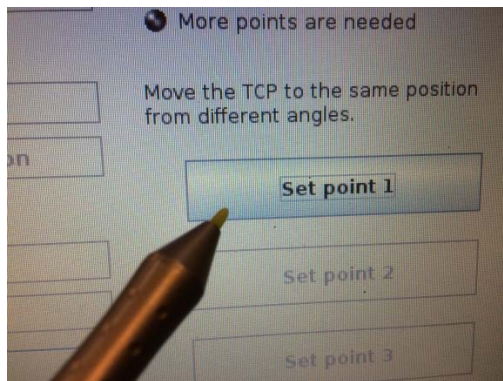 More points are needed
Move the TCP to the same position
from different angles.
on
Set point 1
Set point 2
Set point 3